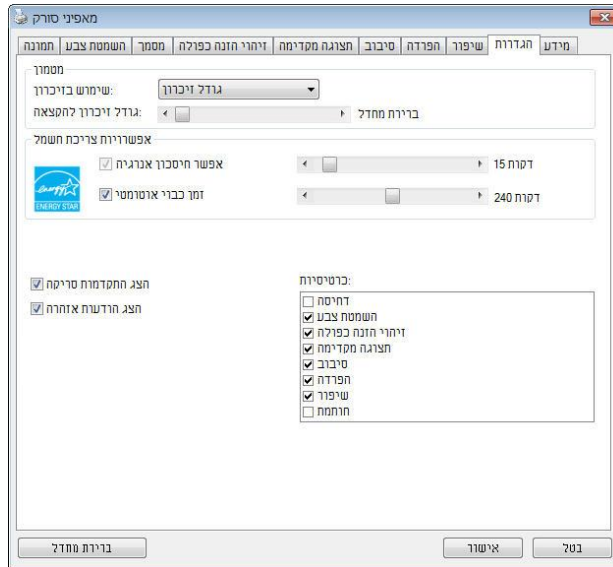 מאפיני סורק
תמונה השמטת צבע מסמך זיהוי הזנה כפולה תצוגה מקדימה סיבוב הפרדה שיפור הגדרות מידע
מטמון
שימוש בזיכרון: גודל זיכרון
גודל זיכרון להקצאה: ברירת מחדל
אפשרויות צריכת חשמל
אפשר חיסכון אנרגיה 15 דקות
זמן כבוי אוטומטי 240 דקות
energy
ENERGY STAR
הצג התקדמות סריקה
הצג הודעות אזהרה
כרטיסיות:
דחיסה
השמטת צבע
זיהוי הזנה כפולה
תצוגה מקדימה
סיבוב
הפרדה
שיפור
חותמת
ברירת מחדל אישור בטל